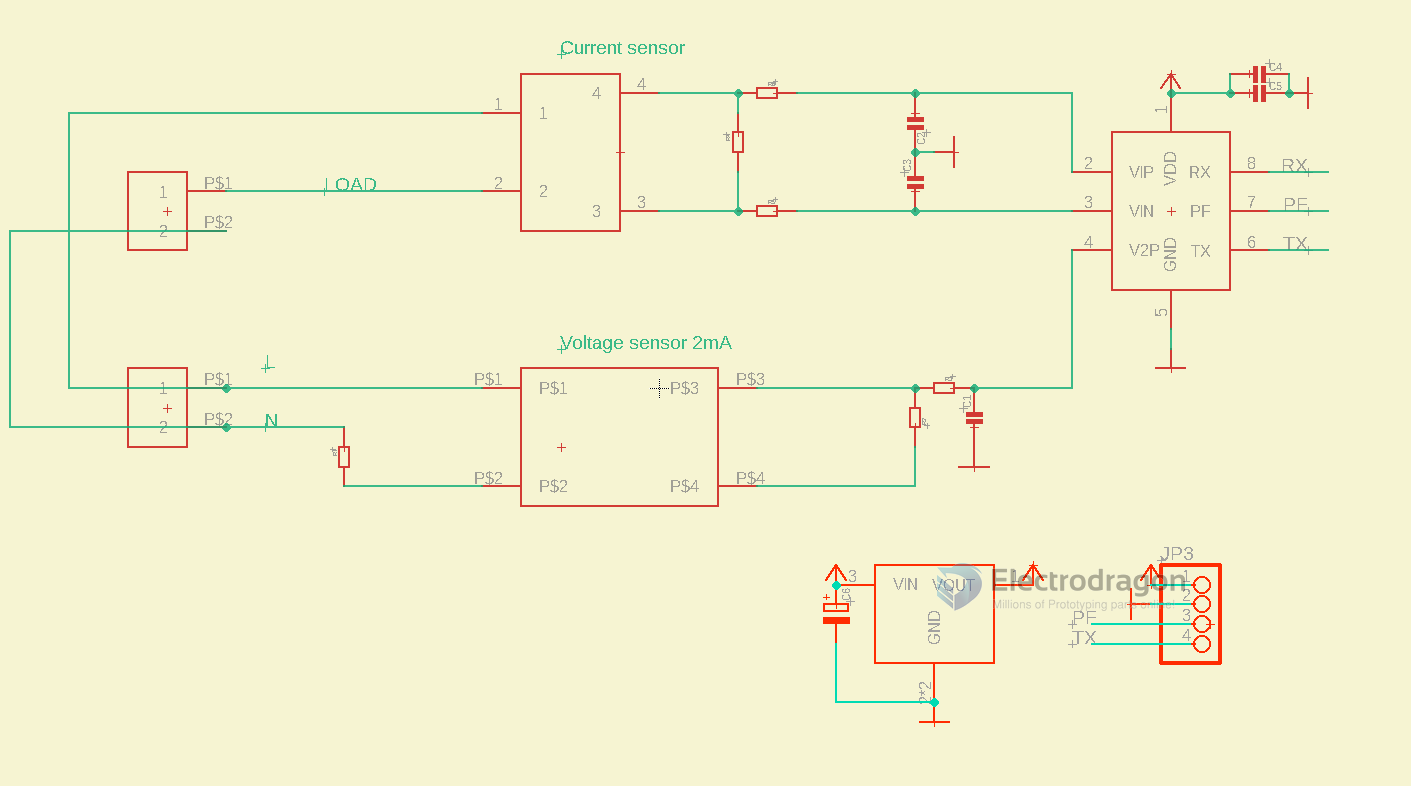 Current sensor
4
4
C4
C5
1
1
1
2
VIP
VDD
RX
8
RX
C2
C3
P$1
1
LOAD
2
2
3
3
3
VIN
PF
7
PF
P$2
2
4
V2P
GND
TX
6
TX
5
Voltage sensor 2mA
L
P$1
1
P$1
P$1
P$3
P$3
C1
P$2
2
N
P$2
P$2
P$4
P$4
JP3
3
VIN
VOUT
Electrodragon
Millions of Prototyping parts online
C6
GND
2*2
1
2
PF
3
TX
4